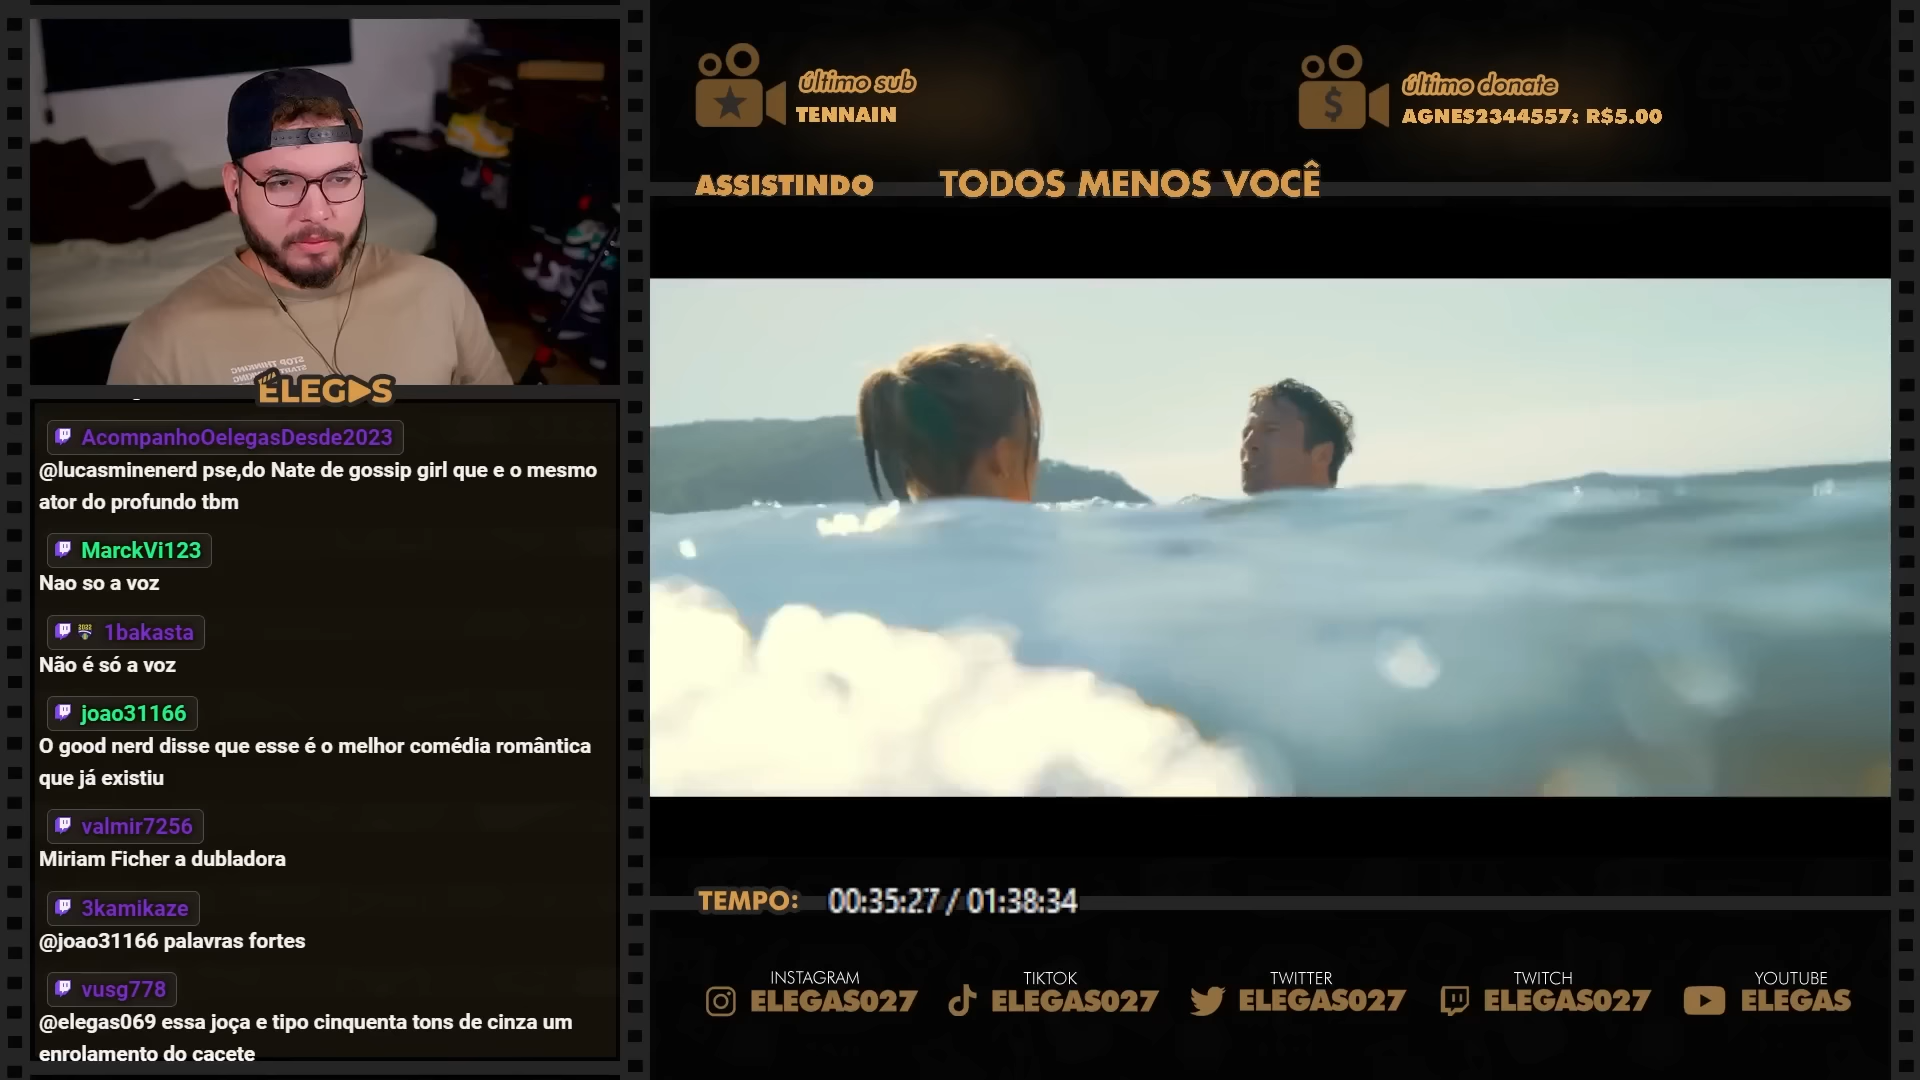 último sub
TENNAIN
último donate
AGNES2344557: R$5.00
ASSISTINDO TODOS MENOS VOCÊ
ELEGAS
AcompanhoOelegasDesde2023
@lucasminenerd pse,do Nate de gossip girl que e o mesmo
ator do profundo tbm
MarckVi123
Nao so a voz
1bakasta
Não é só a voz
joao31166
O good nerd disse que esse é o melhor comédia romântica
que já existiu
valmir7256
Miriam Ficher a dubladora
3kamikaze
@joao31166 palavras fortes
vusg778
@elegas069 essa joça e tipo cinquenta tons de cinza um
enrolamento do cacete
TEMPO: 00:35:27 / 01:38:34
INSTAGRAM
ELEGAS027
TIKTOK
ELEGAS027
TWITTER
ELEGAS027
TWITCH
ELEGAS027
YOUTUBE
ELEGAS